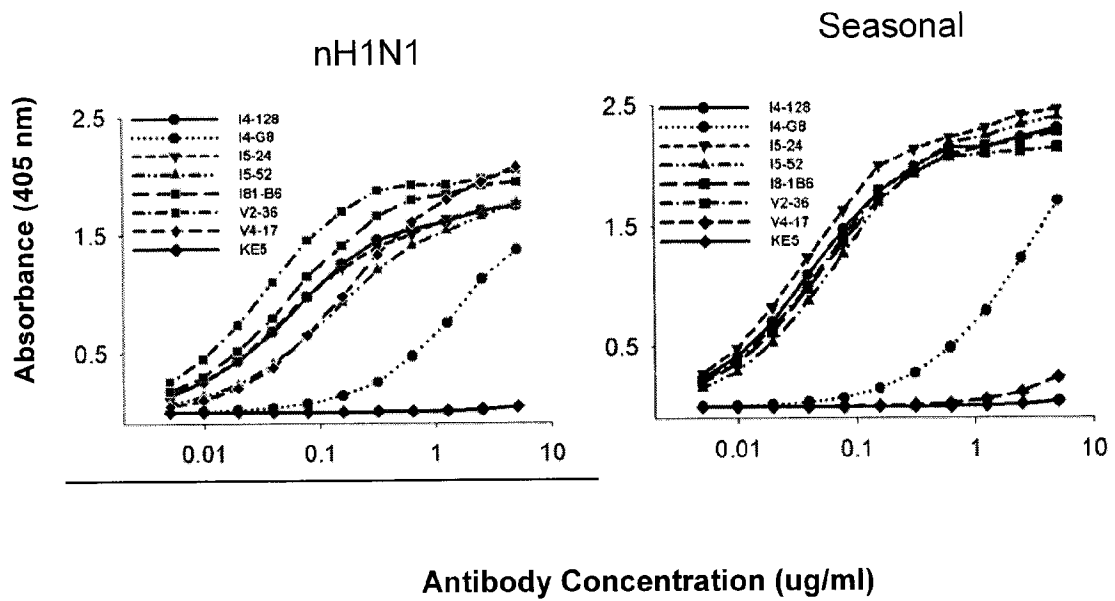 nH1N1
Absorbance (405 nm)
2.5
1.5
0.5
I4-128
I4-G8
I5-24
I5-52
I81-B6
V2-36
V4-17
KE5
0.01
0.1
1
10
Seasonal
2.5
1.5
0.5
I4-128
I4-G8
I5-24
I5-52
I8-1B6
V2-36
V4-17
KE5
0.01
0.1
1
10
Antibody Concentration (ug/ml)